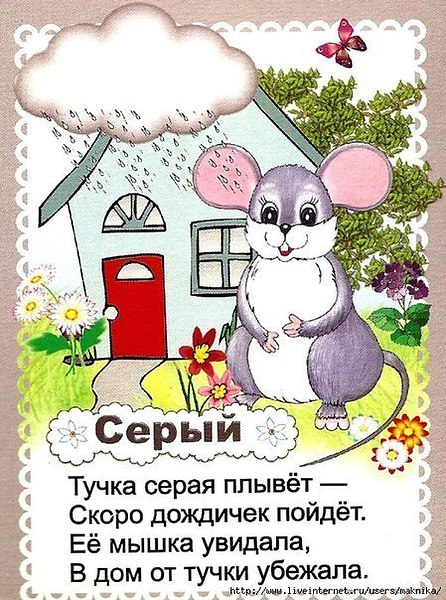 Серый
Тучка серая плывёт —
Скоро дождичек пойдёт.
Её мышка увидала,
В дом от тучки убежала.
http://www.liveinternet.ru/users/maknika/